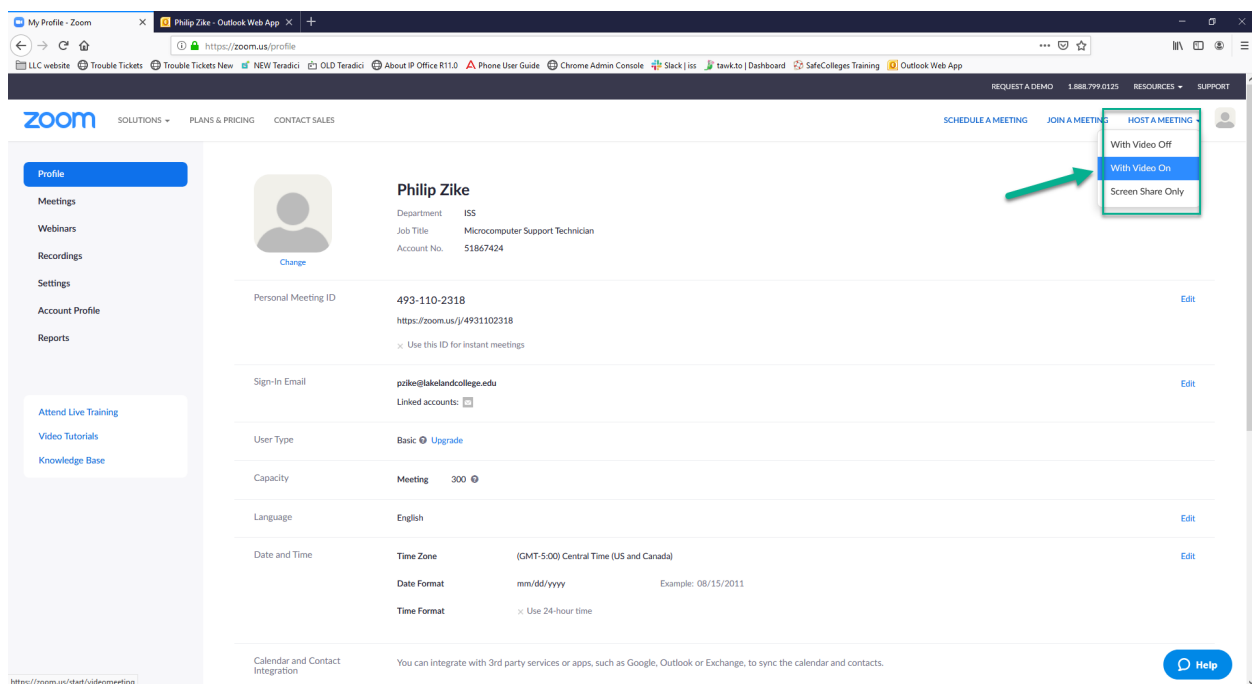 My Profile - Zoom
Philip Zike - Outlook Web App
https://zoom.us/profile
LLC website Trouble Tickets Trouble Tickets New NEW Teradici OLD Teradici About IP Office R11.0 Phone User Guide Chrome Admin Console Slack | iss tawk.to | Dashboard SafeColleges Training Outlook Web App
REQUEST A DEMO 1.888.799.0125 RESOURCES SUPPORT
zoom SOLUTIONS PLANS & PRICING CONTACT SALES SCHEDULE A MEETING JOIN A MEETING HOST A MEETING
With Video Off
With Video On
Screen Share Only
Profile
Meetings
Webinars
Recordings
Settings
Account Profile
Reports
Attend Live Training
Video Tutorials
Knowledge Base
Change
Philip Zike
Department ISS
Job Title Microcomputer Support Technician
Account No. 51867424
Personal Meeting ID 493-110-2318 Edit
https://zoom.us/j/4931102318
× Use this ID for instant meetings
Sign-In Email pzike@lakelandcollege.edu Edit
Linked accounts:
User Type Basic Upgrade
Capacity Meeting 300
Language English Edit
Date and Time Time Zone (GMT-5:00) Central Time (US and Canada) Edit
Date Format mm/dd/yyyy Example: 08/15/2011
Time Format × Use 24-hour time
Calendar and Contact Integration You can integrate with 3rd party services or apps, such as Google, Outlook or Exchange, to sync the calendar and contacts.
Help
https://zoom.us/start/videomeeting